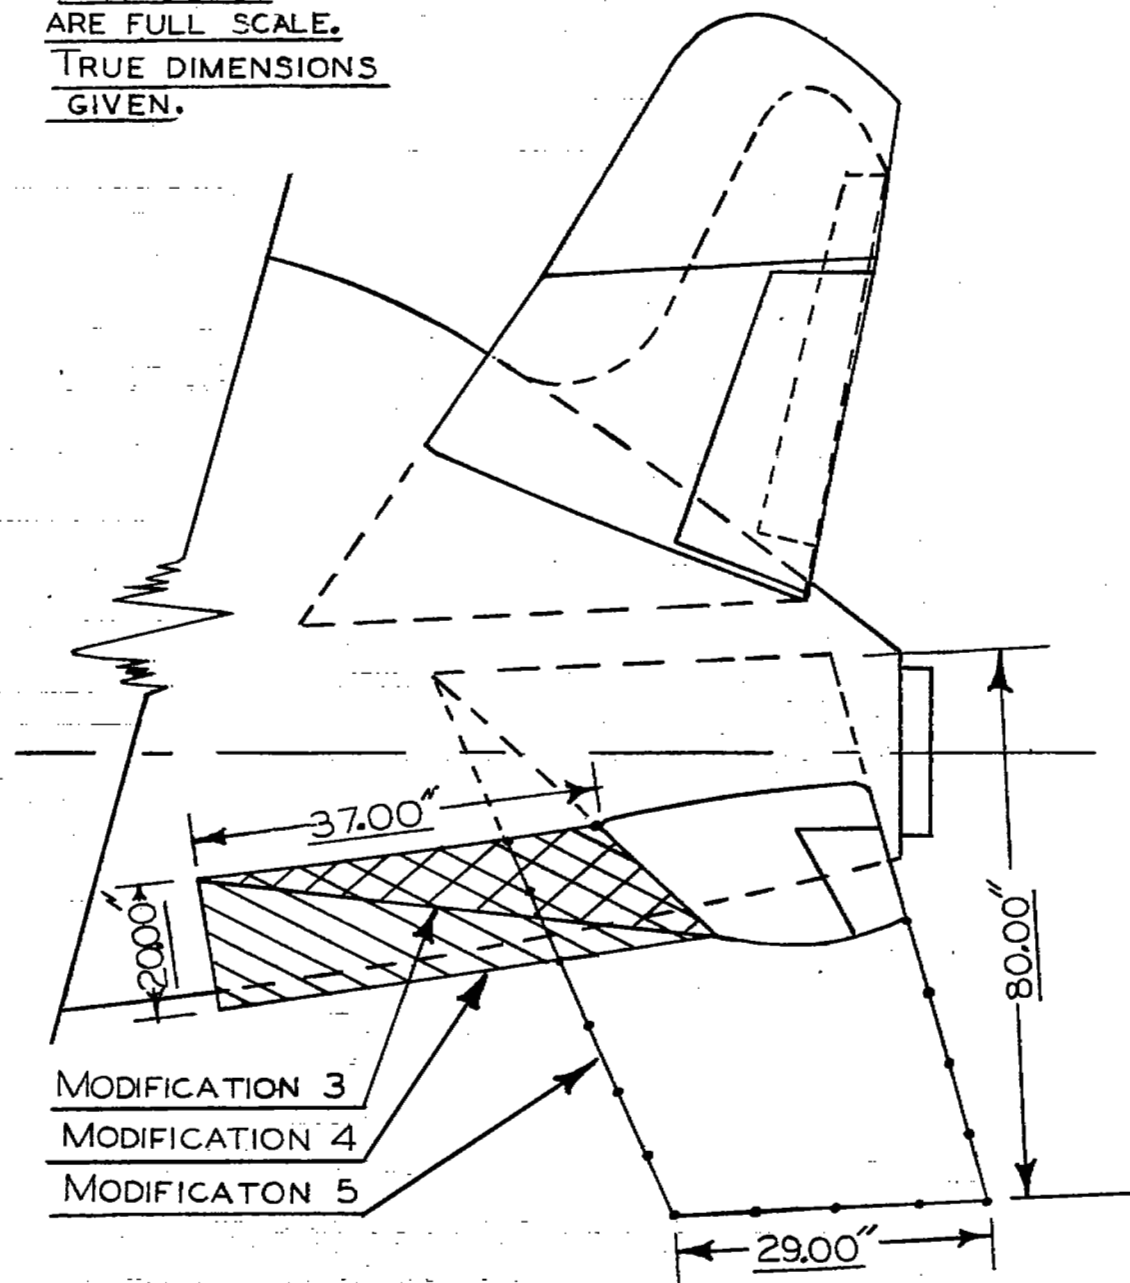 ARE FULL SCALE.
TRUE DIMENSIONS
GIVEN.
37.00"
20.00"
80.00"
MODIFICATION 3
MODIFICATION 4
MODIFICATON 5
29.00"